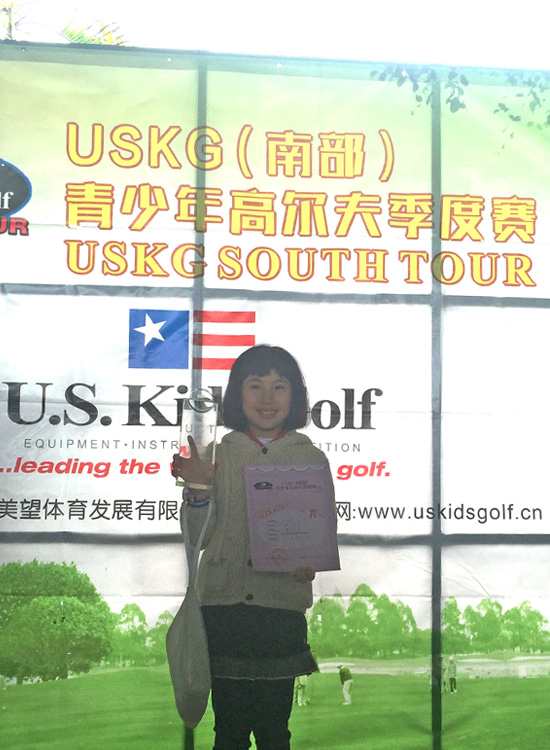 USKG(南部)
青少年高尔夫季度赛
USKG SOUTH TOUR
U.S. Ki olf
EQUIPMENT·INSTR ITION
...leading the golf.
美望体育发展有限 网:www.uskidsgolf.cn